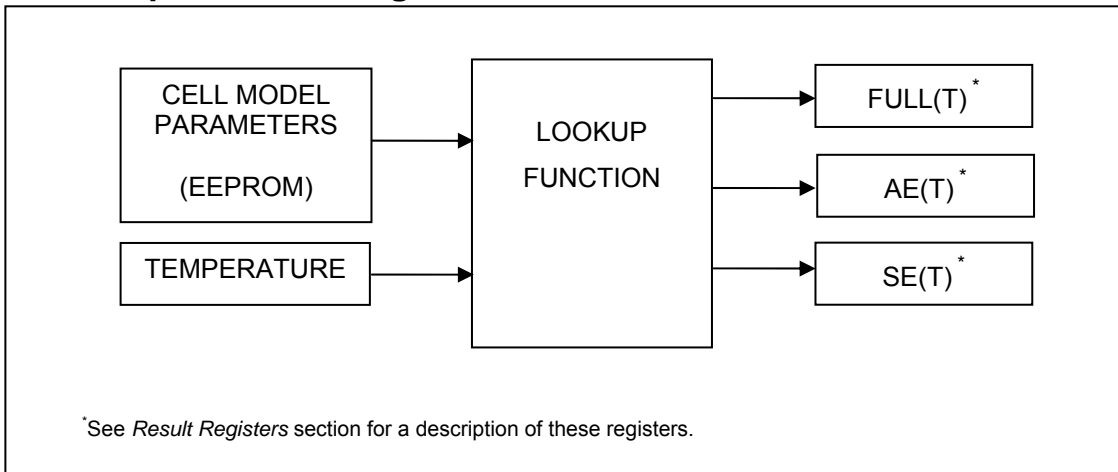 CELL MODEL
PARAMETERS
(EEPROM)
TEMPERATURE
LOOKUP
FUNCTION
FULL(T)*
AE(T)*
SE(T)*
*See Result Registers section for a description of these registers.